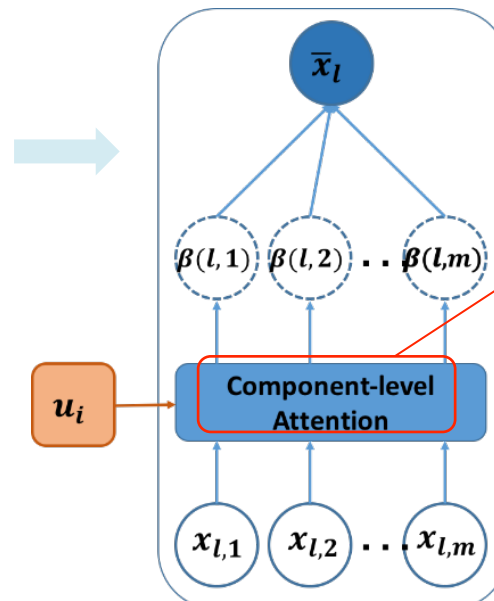 x̄_l
β(l,1) β(l,2) . . . β(l,m)
u_i
Component-level
Attention
x_{l,1} x_{l,2} . . . x_{l,m}